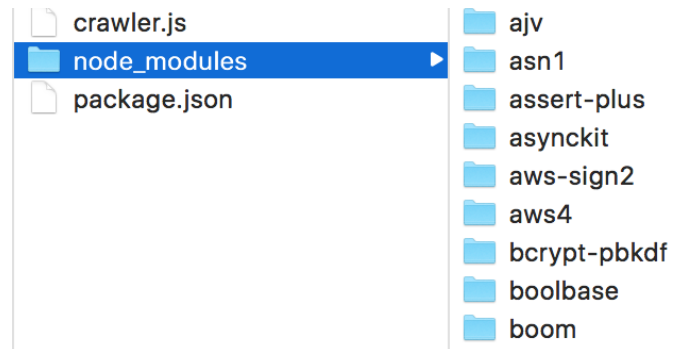 crawler.js
node_modules
package.json
ajv
asn1
assert-plus
asynckit
aws-sign2
aws4
bcrypt-pbkdf
boolbase
boom